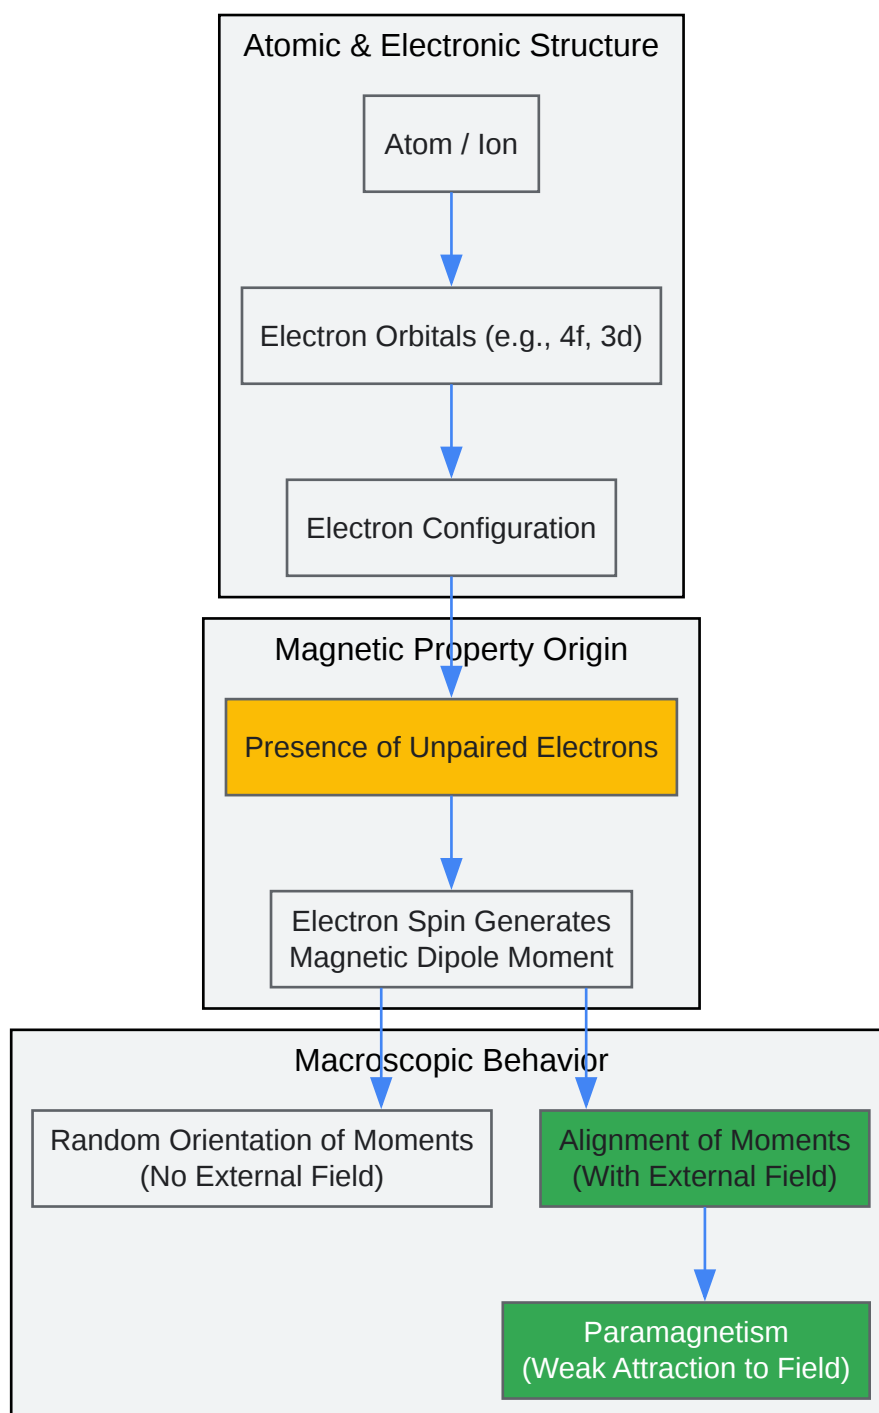 Atomic & Electronic Structure
Atom / Ion
Electron Orbitals (e.g., 4f, 3d)
Electron Configuration
Magnetic Property Origin
Presence of Unpaired Electrons
Electron Spin Generates
Magnetic Dipole Moment
Macroscopic Behavior
Random Orientation of Moments
(No External Field)
Alignment of Moments
(With External Field)
Paramagnetism
(Weak Attraction to Field)